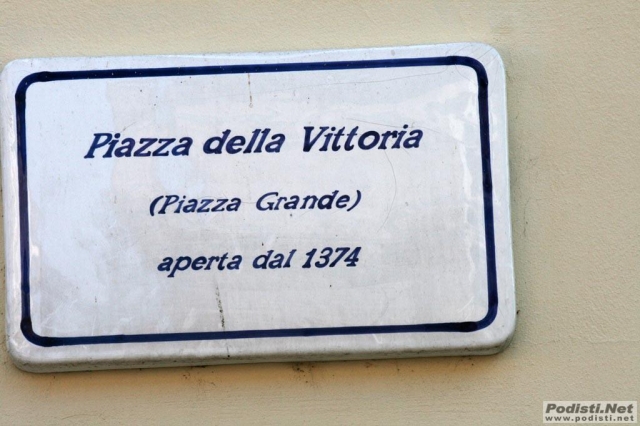 Piazza della Vittoria
(Piazza Grande)
aperta dal 1374
Podisti.Net
www.podisti.net